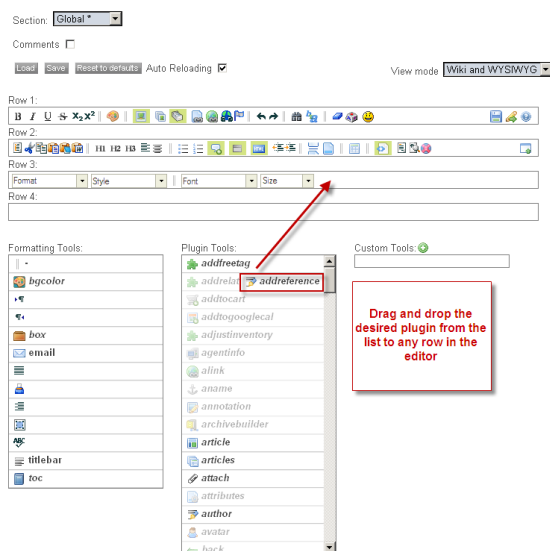 Section: Global *
Comments
Load Save Reset to defaults Auto Reloading
View mode Wiki and WYSIWYG
Row 1:
B I U S X₂ X²
Row 2:
H1 H2 H3
Row 3:
Format Style Font Size
Row 4:
Formatting Tools:
-
bgcolor
box
email
ABC
titlebar
toc
Plugin Tools:
addfreetag
addrelat addreference
addtocart
addtogooglecal
adjustinventory
agentinfo
alink
aname
annotation
archivebuilder
article
articles
attach
attributes
author
avatar
back
Custom Tools:
Drag and drop the
desired plugin from the
list to any row in the
editor